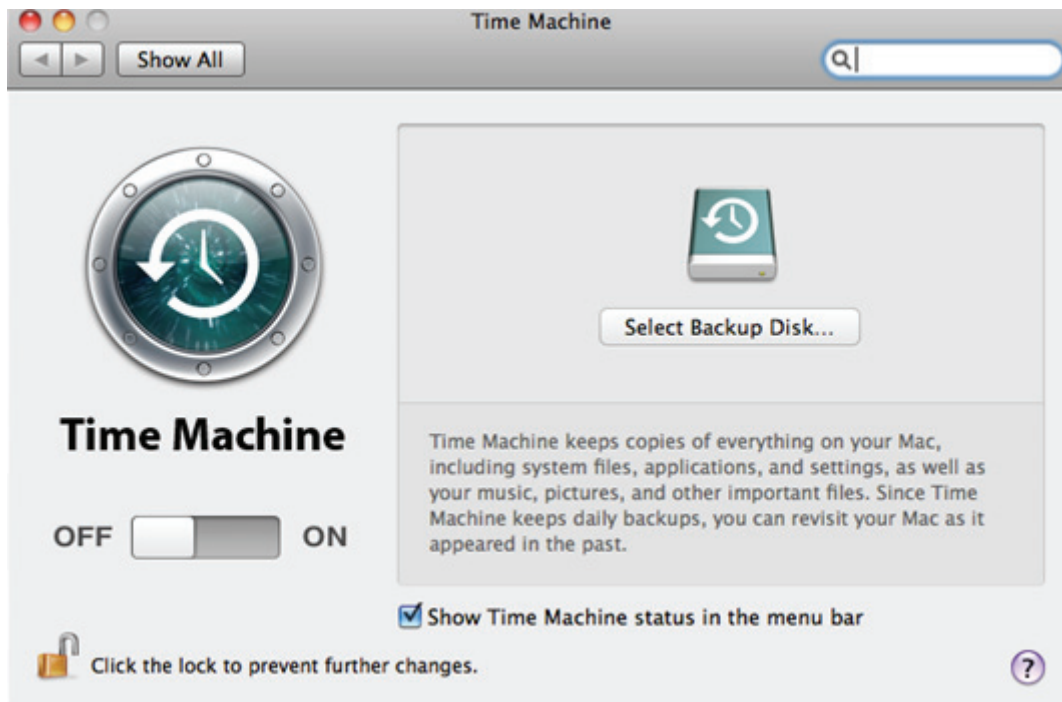 Time Machine
Show All
Select Backup Disk...
Time Machine
Time Machine keeps copies of everything on your Mac,
including system files, applications, and settings, as well as
your music, pictures, and other important files. Since Time
Machine keeps daily backups, you can revisit your Mac as it
appeared in the past.
OFF ON
Show Time Machine status in the menu bar
Click the lock to prevent further changes.
?